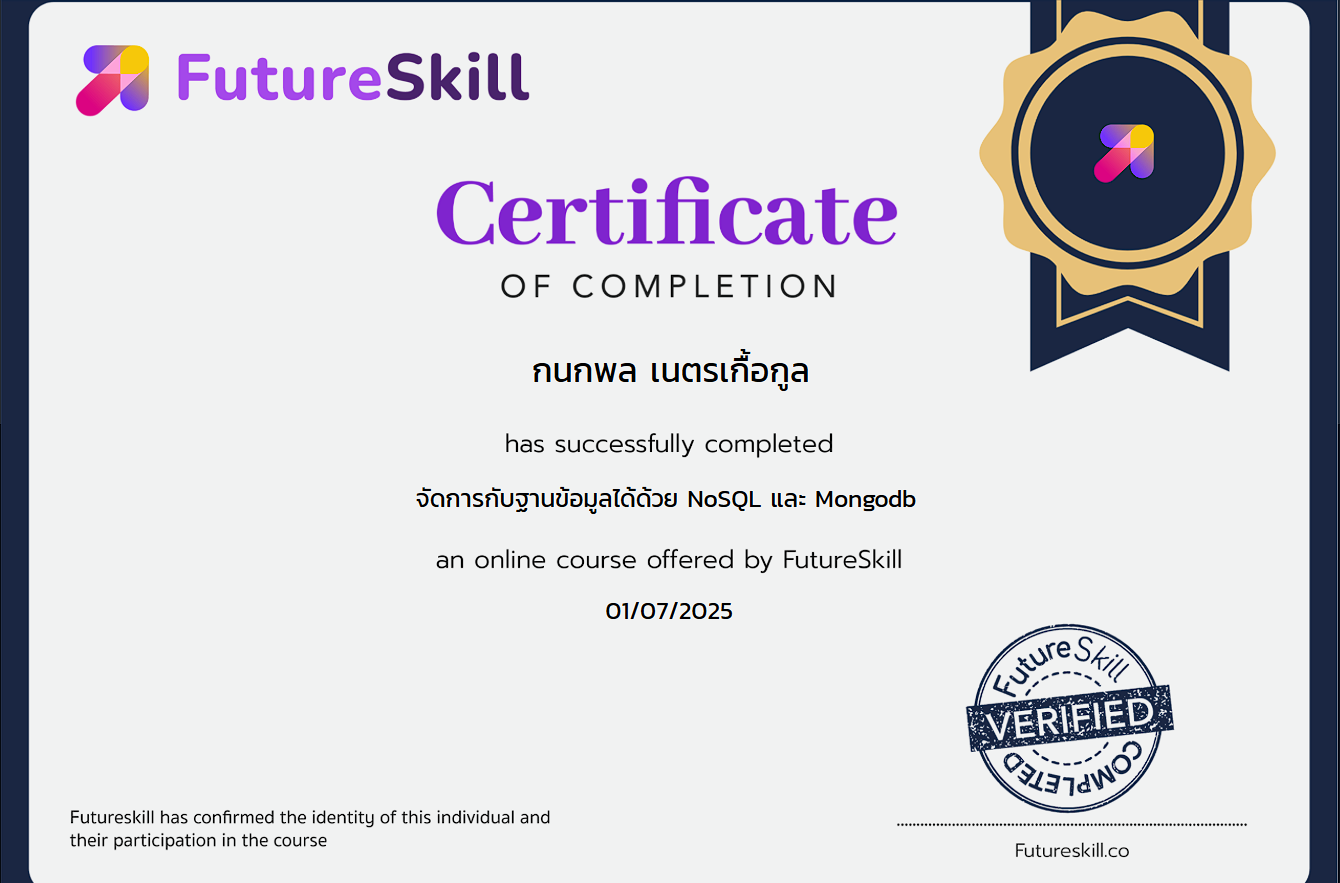 FutureSkill
Certificate
OF COMPLETION
กนกพล เนตรเกื้อกูล
has successfully completed
จัดการกับฐานข้อมูลได้ด้วย NoSQL และ Mongodb
an online course offered by FutureSkill
01/07/2025
FutureSkill
VERIFIED
COMPLETED
Futureskill has confirmed the identity of this individual and
their participation in the course
Futureskill.co